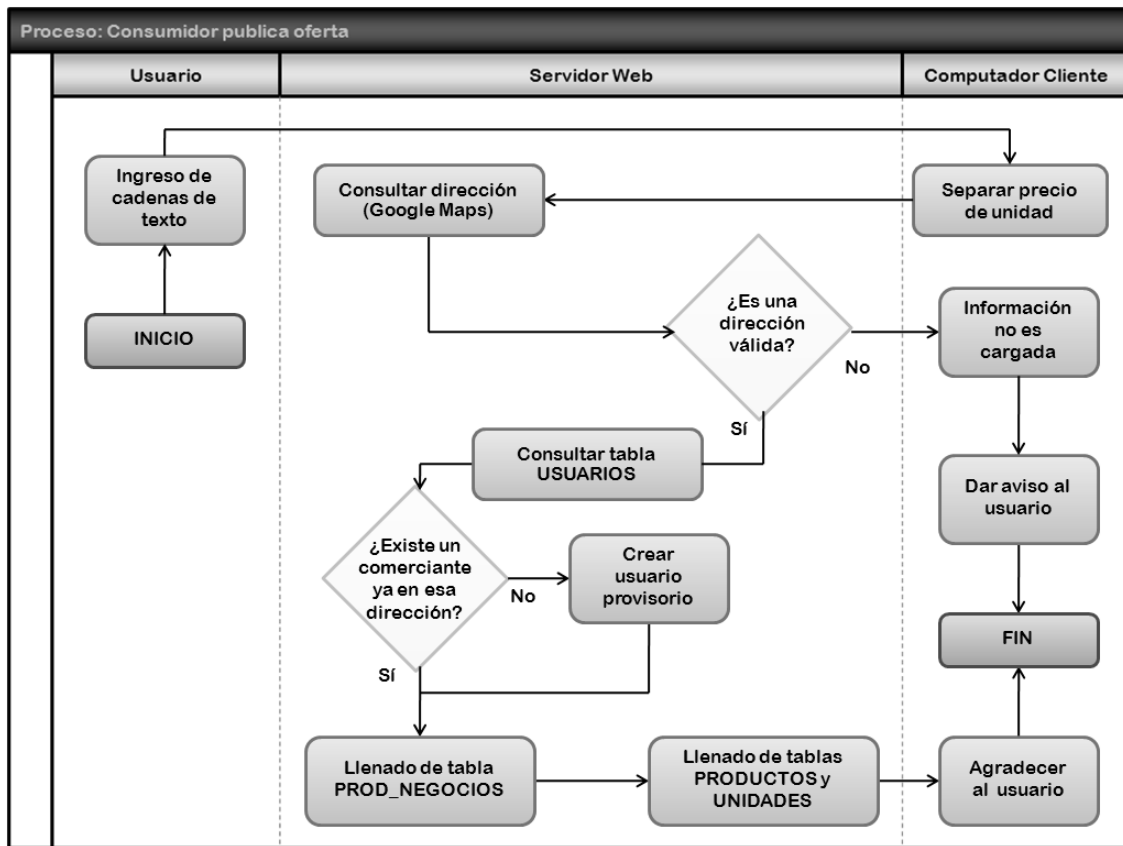 Proceso: Consumidor publica oferta
Usuario
Servidor Web
Computador Cliente
Ingreso de
cadenas de
texto
Consultar dirección
(Google Maps)
Separar precio
de unidad
INICIO
¿Es una
dirección
válida?
No
Información
no es
cargada
Sí
Consultar tabla
USUARIOS
Dar aviso al
usuario
¿Existe un
comerciante
ya en esa
dirección?
No
Crear
usuario
provisorio
FIN
Sí
Llenado de tabla
PROD_NEGOCIOS
Llenado de tablas
PRODUCTOS y
UNIDADES
Agradecer
al usuario